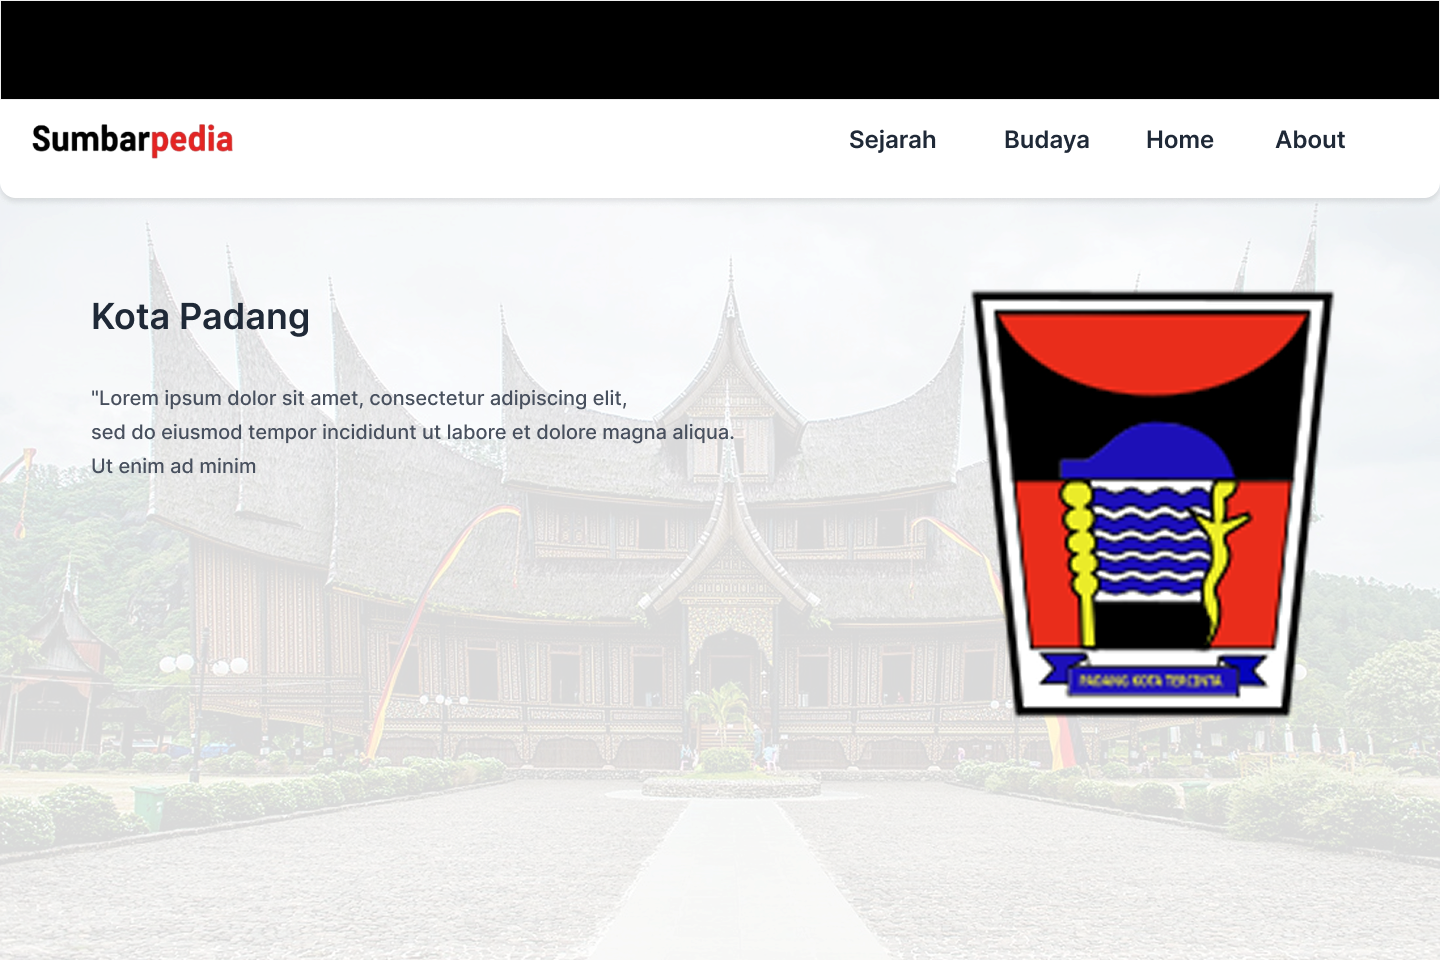 Sumbarpedia
Sejarah Budaya Home About
Kota Padang
"Lorem ipsum dolor sit amet, consectetur adipiscing elit,
sed do eiusmod tempor incididunt ut labore et dolore magna aliqua.
Ut enim ad minim
PADANG KOTA TERCINTA